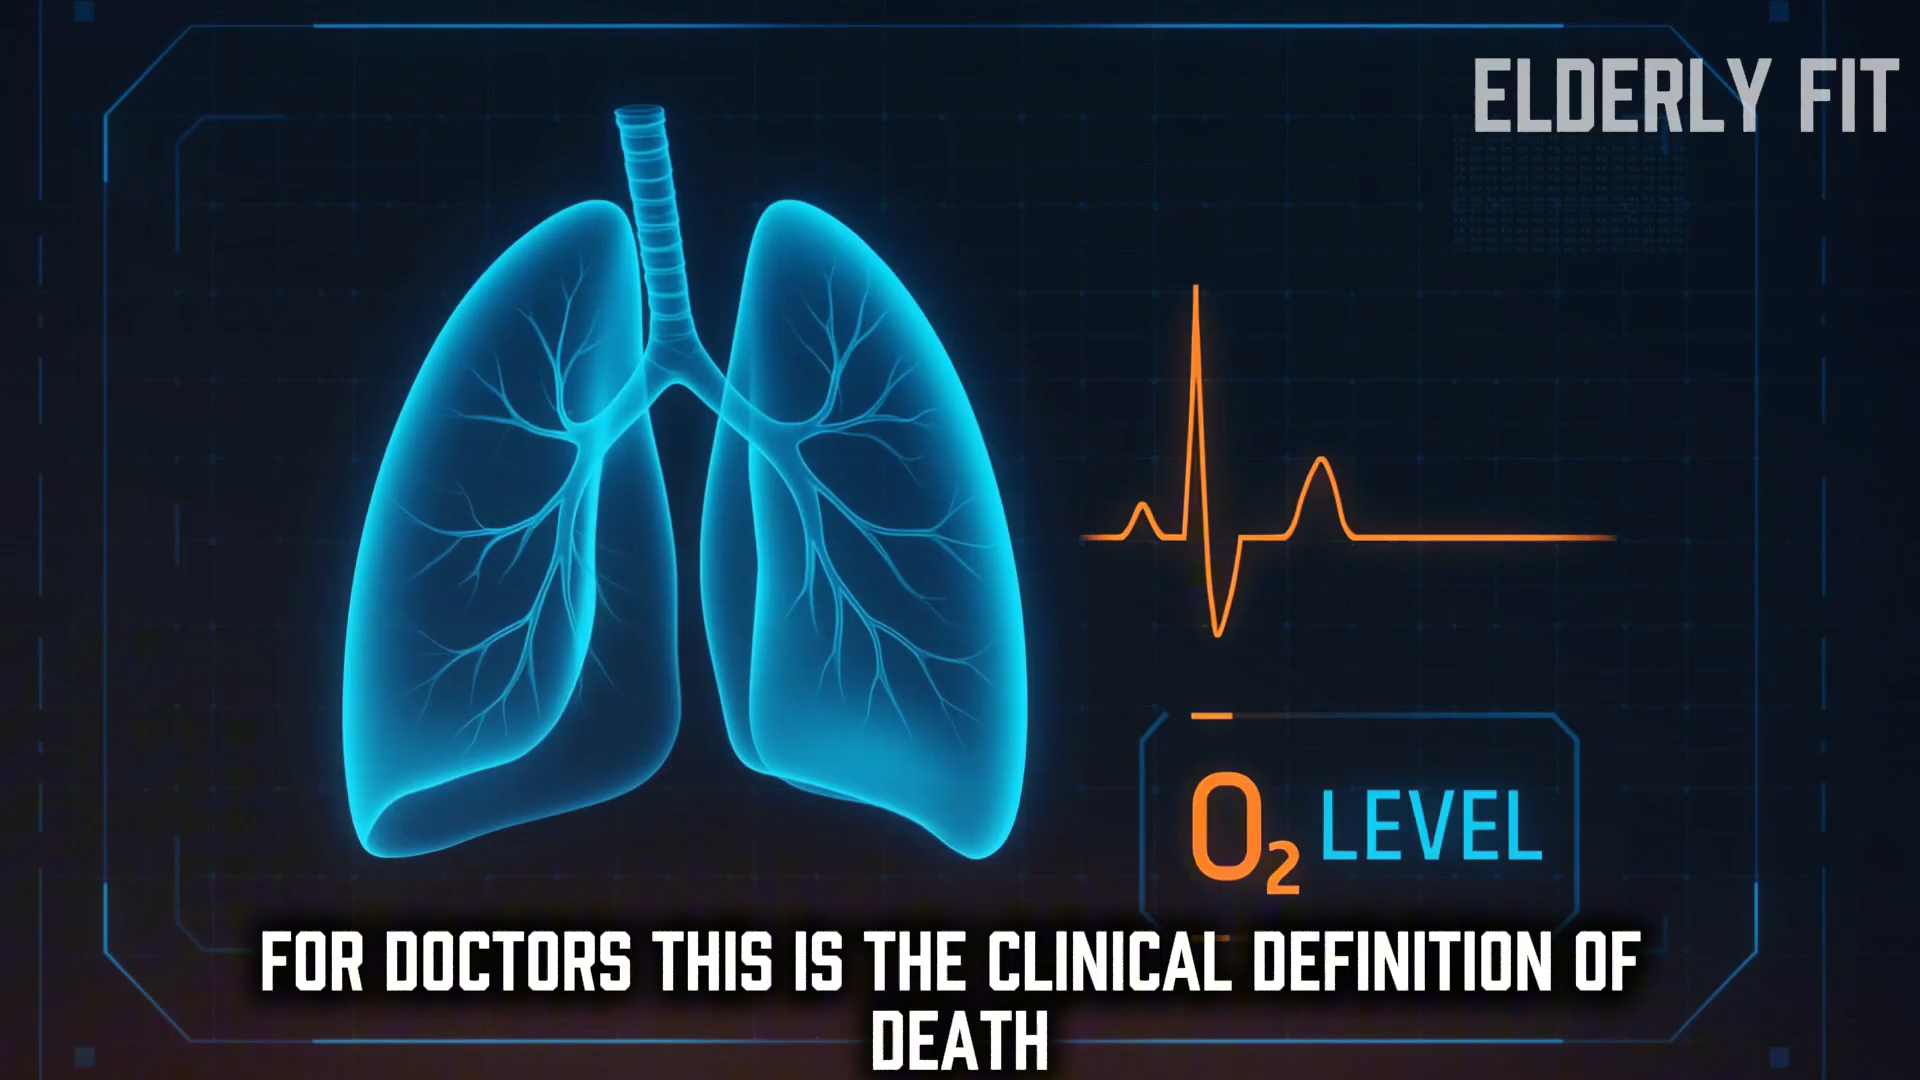 ELDERLY FIT
O₂ LEVEL
FOR DOCTORS THIS IS THE CLINICAL DEFINITION OF
DEATH